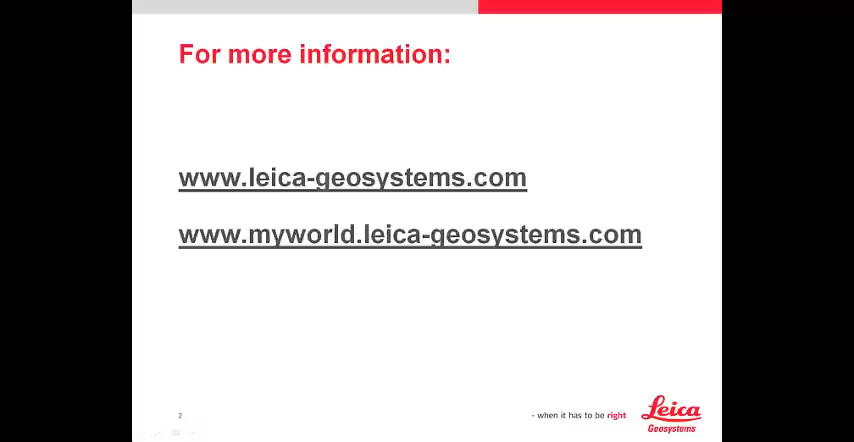 For more information:
www.leica-geosystems.com
www.myworld.leica-geosystems.com
2
- when it has to be right
Leica
Geosystems